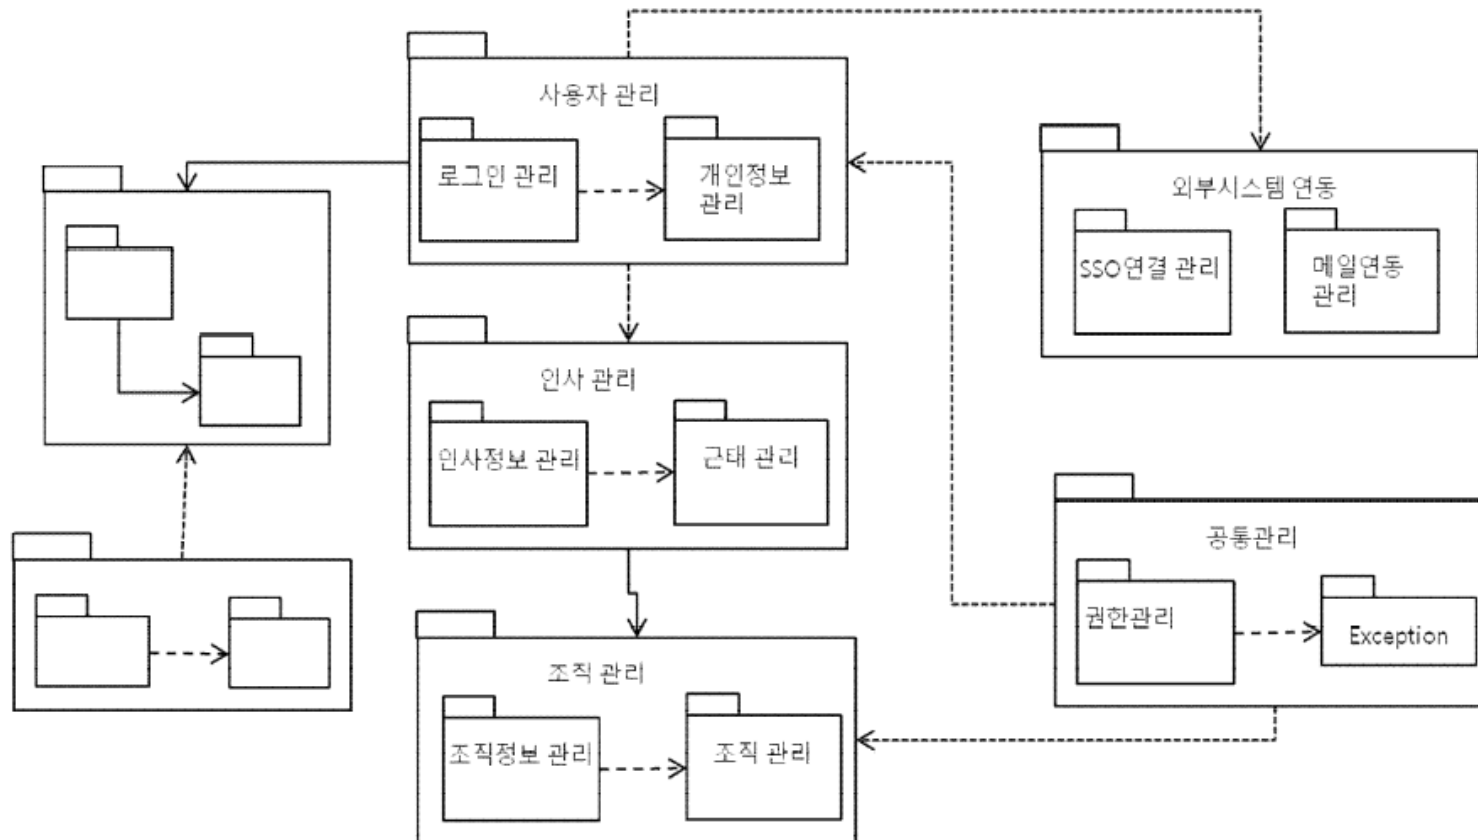 사용자 관리
로그인 관리
개인정보
관리
외부시스템 연동
SSO연결 관리
메일연동
관리
인사 관리
인사정보 관리
근태 관리
공통관리
권한관리
Exception
조직 관리
조직정보 관리
조직 관리